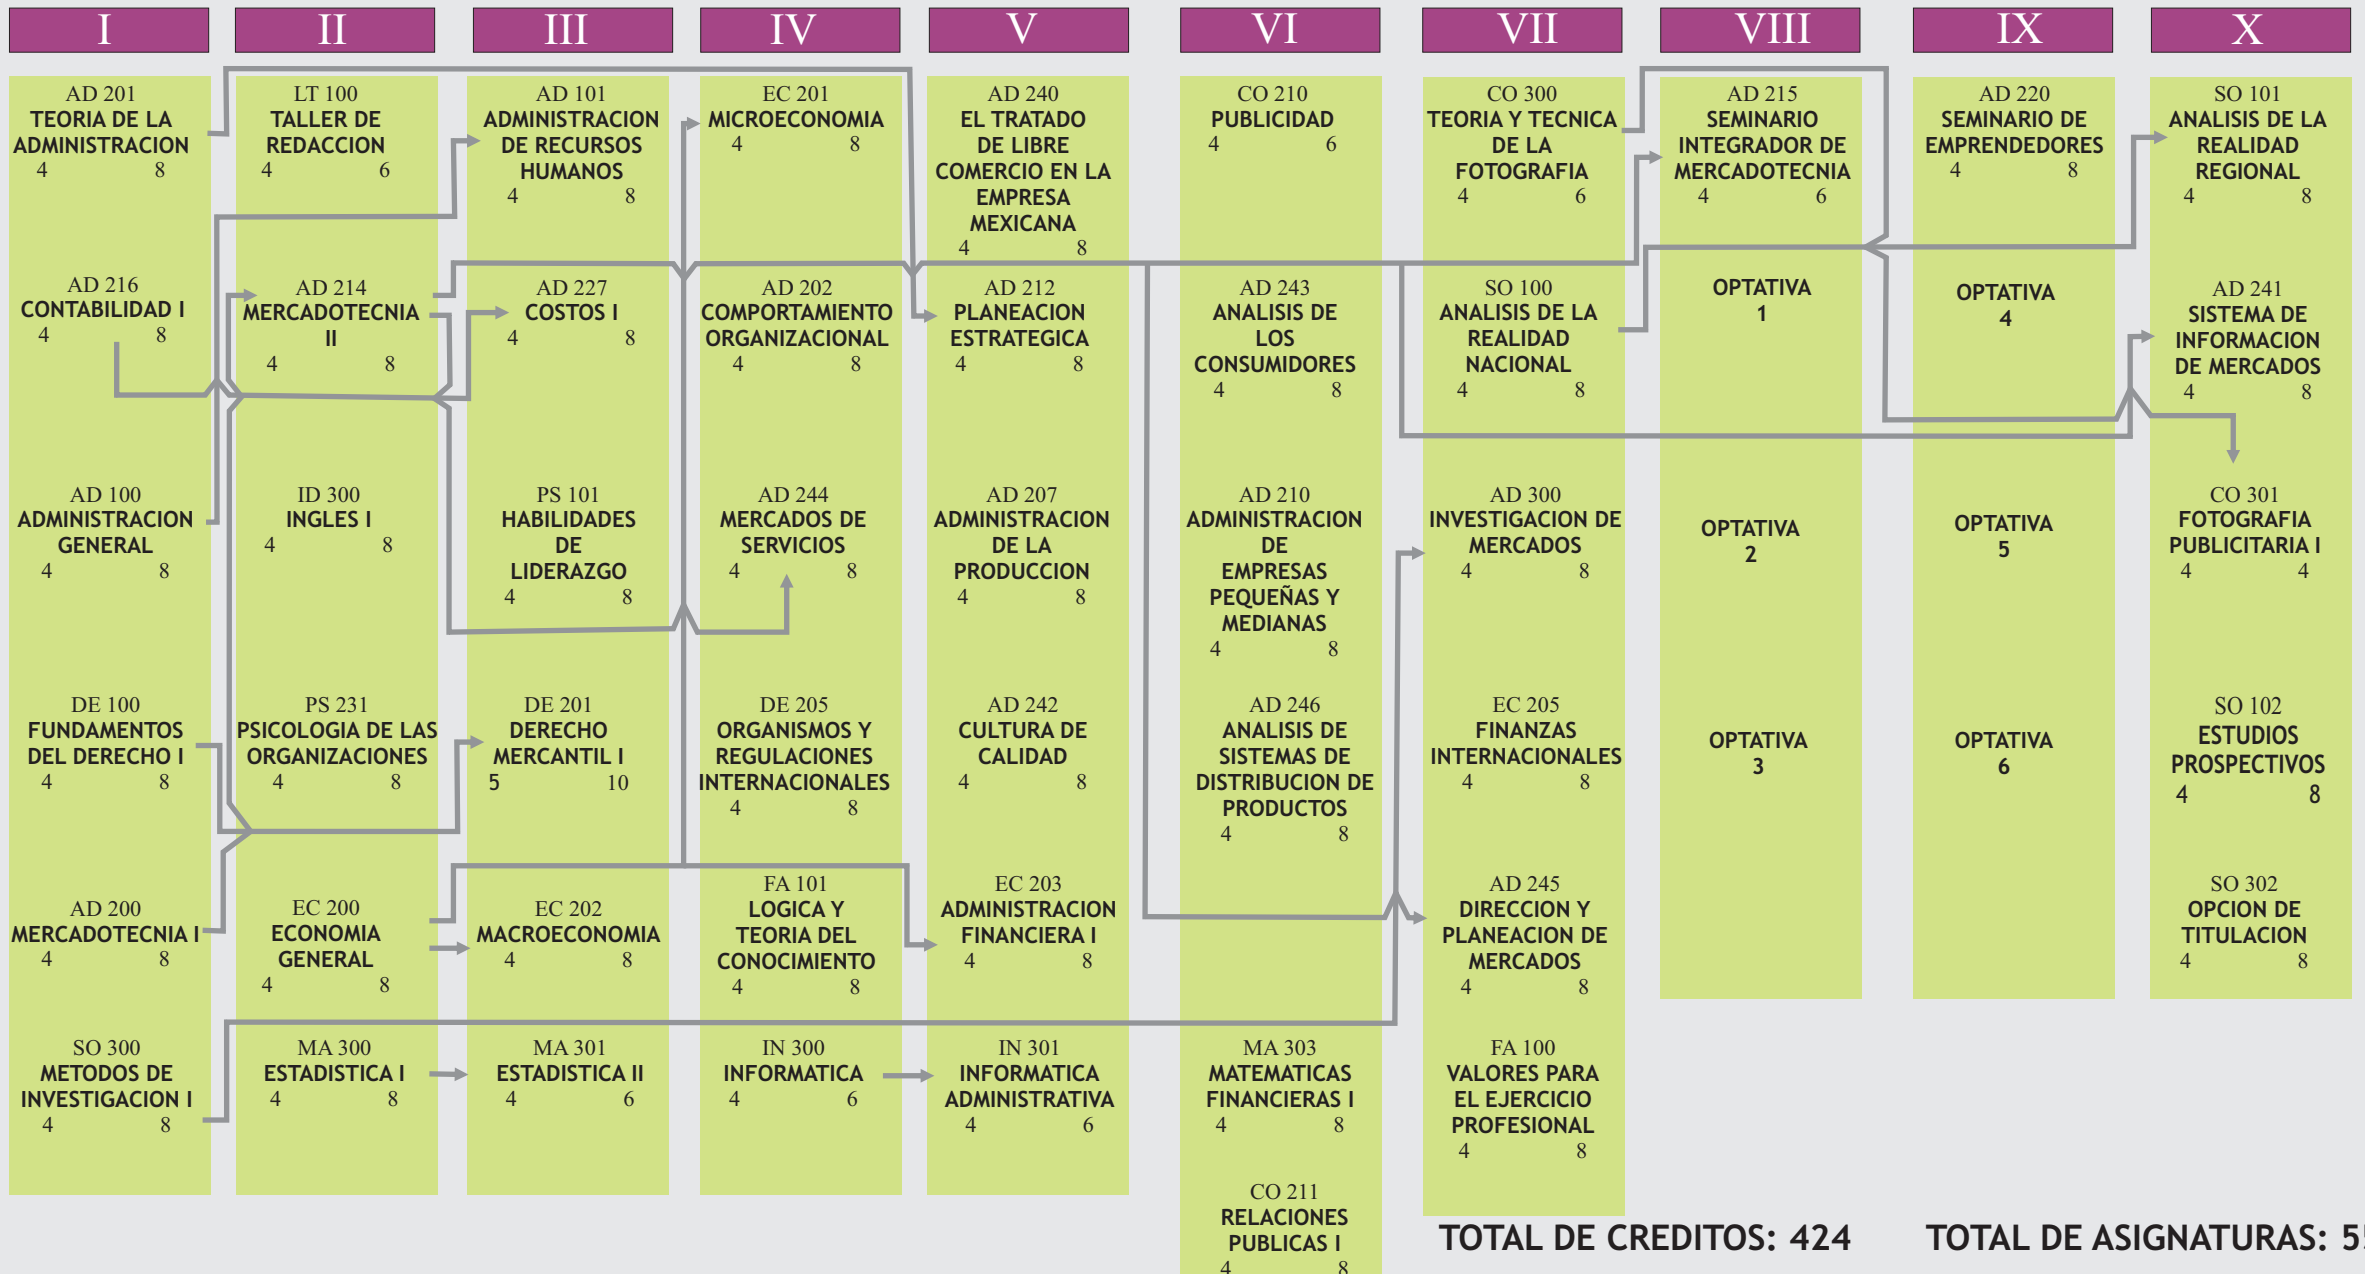 I
II
III
IV
V
VI
VII
VIII
IX
X
AD 201
TEORIA DE LA
ADMINISTRACION
4 8
AD 216
CONTABILIDAD I
4 8
AD 100
ADMINISTRACION
GENERAL
4 8
DE 100
FUNDAMENTOS
DEL DERECHO I
4 8
AD 200
MERCADOTECNIA I
4 8
SO 300
METODOS DE
INVESTIGACION I
4 8
LT 100
TALLER DE
REDACCION
4 6
AD 214
MERCADOTECNIA
II
4 8
ID 300
INGLES I
4 8
PS 231
PSICOLOGIA DE LAS
ORGANIZACIONES
4 8
EC 200
ECONOMIA
GENERAL
4 8
MA 300
ESTADISTICA I
4 8
AD 101
ADMINISTRACION
DE RECURSOS
HUMANOS
4 8
AD 227
COSTOS I
4 8
PS 101
HABILIDADES
DE
LIDERAZGO
4 8
DE 201
DERECHO
MERCANTIL I
5 10
EC 202
MACROECONOMIA
4 8
MA 301
ESTADISTICA II
4 6
EC 201
MICROECONOMIA
4 8
AD 202
COMPORTAMIENTO
ORGANIZACIONAL
4 8
AD 244
MERCADOS DE
SERVICIOS
4 8
DE 205
ORGANISMOS Y
REGULACIONES
INTERNACIONALES
4 8
FA 101
LOGICA Y
TEORIA DEL
CONOCIMIENTO
4 8
IN 300
INFORMATICA
4 6
AD 240
EL TRATADO
DE LIBRE
COMERCIO EN LA
EMPRESA
MEXICANA
4 8
AD 212
PLANEACION
ESTRATEGICA
4 8
AD 207
ADMINISTRACION
DE LA
PRODUCCION
4 8
AD 242
CULTURA DE
CALIDAD
4 8
EC 203
ADMINISTRACION
FINANCIERA I
4 8
IN 301
INFORMATICA
ADMINISTRATIVA
4 6
CO 210
PUBLICIDAD
4 6
AD 243
ANALISIS DE
LOS
CONSUMIDORES
4 8
AD 210
ADMINISTRACION
DE
EMPRESAS
PEQUEÑAS Y
MEDIANAS
4 8
AD 246
ANALISIS DE
SISTEMAS DE
DISTRIBUCION DE
PRODUCTOS
4 8
MA 303
MATEMATICAS
FINANCIERAS I
4 8
CO 211
RELACIONES
PUBLICAS I
4 8
CO 300
TEORIA Y TECNICA
DE LA
FOTOGRAFIA
4 6
SO 100
ANALISIS DE LA
REALIDAD
NACIONAL
4 8
AD 300
INVESTIGACION DE
MERCADOS
4 8
EC 205
FINANZAS
INTERNACIONALES
4 8
AD 245
DIRECCION Y
PLANEACION DE
MERCADOS
4 8
FA 100
VALORES PARA
EL EJERCICIO
PROFESIONAL
4 8
AD 215
SEMINARIO
INTEGRADOR DE
MERCADOTECNIA
4 6
OPTATIVA
1
OPTATIVA
2
OPTATIVA
3
AD 220
SEMINARIO DE
EMPRENDEDORES
4 8
OPTATIVA
4
OPTATIVA
5
OPTATIVA
6
SO 101
ANALISIS DE LA
REALIDAD
REGIONAL
4 8
AD 241
SISTEMA DE
INFORMACION
DE MERCADOS
4 8
CO 301
FOTOGRAFIA
PUBLICITARIA I
4 4
SO 102
ESTUDIOS
PROSPECTIVOS
4 8
SO 302
OPCION DE
TITULACION
4 8
TOTAL DE CREDITOS: 424
TOTAL DE ASIGNATURAS: